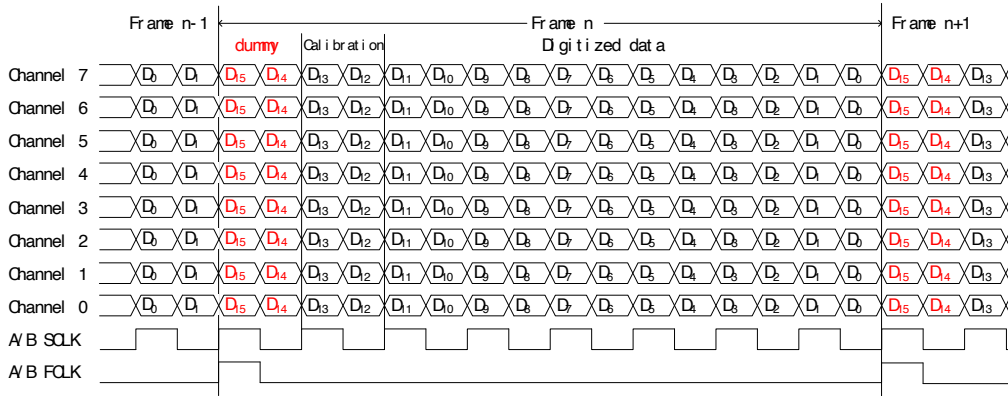 Frame n-1 Frame n Frame n+1
dummy Calibration Digitized data
Channel 7 D0 D1 D15 D14 D13 D12 D11 D10 D9 D8 D7 D6 D5 D4 D3 D2 D1 D0 D15 D14 D13
Channel 6 D0 D1 D15 D14 D13 D12 D11 D10 D9 D8 D7 D6 D5 D4 D3 D2 D1 D0 D15 D14 D13
Channel 5 D0 D1 D15 D14 D13 D12 D11 D10 D9 D8 D7 D6 D5 D4 D3 D2 D1 D0 D15 D14 D13
Channel 4 D0 D1 D15 D14 D13 D12 D11 D10 D9 D8 D7 D6 D5 D4 D3 D2 D1 D0 D15 D14 D13
Channel 3 D0 D1 D15 D14 D13 D12 D11 D10 D9 D8 D7 D6 D5 D4 D3 D2 D1 D0 D15 D14 D13
Channel 2 D0 D1 D15 D14 D13 D12 D11 D10 D9 D8 D7 D6 D5 D4 D3 D2 D1 D0 D15 D14 D13
Channel 1 D0 D1 D15 D14 D13 D12 D11 D10 D9 D8 D7 D6 D5 D4 D3 D2 D1 D0 D15 D14 D13
Channel 0 D0 D1 D15 D14 D13 D12 D11 D10 D9 D8 D7 D6 D5 D4 D3 D2 D1 D0 D15 D14 D13
A/B SCLK
A/B FCLK